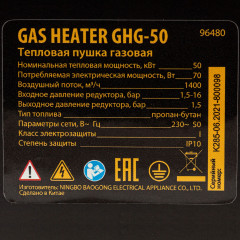 GAS HEATER GHG-50 96480
Тепловая пушка газовая
Номинальная тепловая мощность, кВт 50
Потребляемая электрическая мощность, Вт 70
Воздушный поток, м³/ч 1400
Входное давление редуктора, бар 1,5-16
Выходное давление редуктора, бар 1,5
Тип топлива пропан-бутан
Параметры сети, В~ Гц 230~ 50
Класс электрозащиты I
Степень защиты IP10
Серийный номер: K285-06.2021-800098
EAC
Изготовитель: NINGBO BAOGONG ELECTRICAL APPLIANCE CO., LTD.
Сделано в Китае